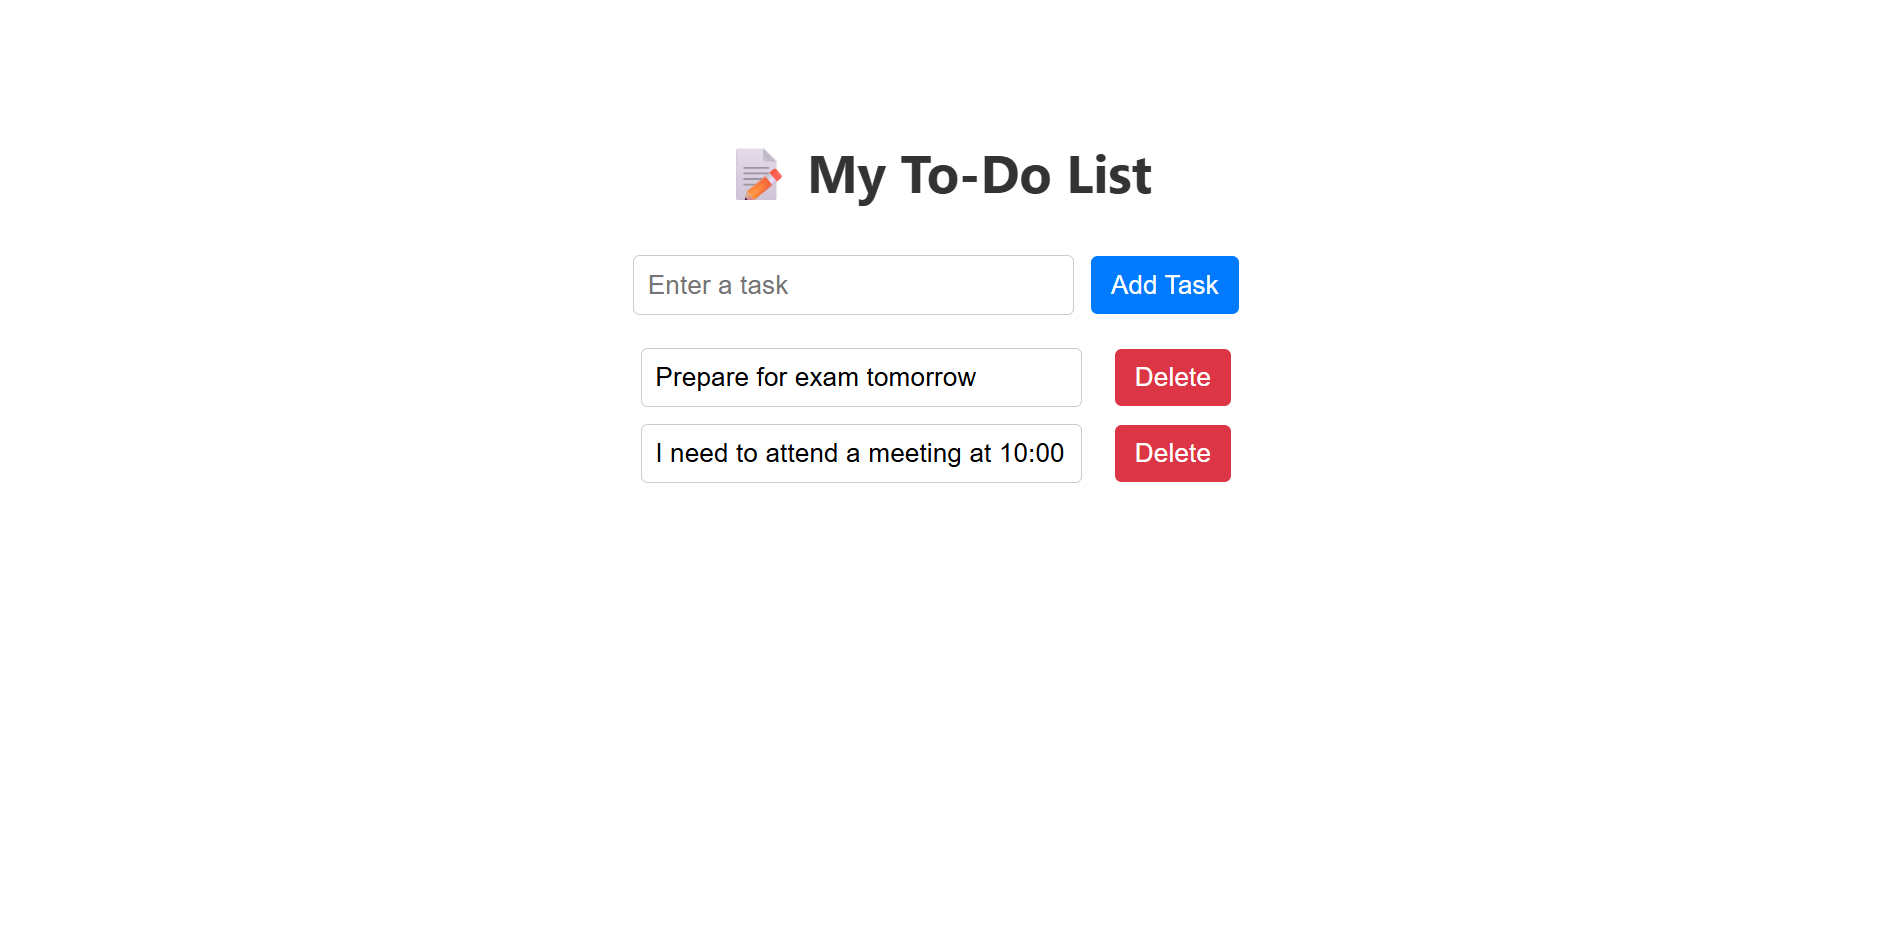 My To-Do List
Enter a task
Add Task
Prepare for exam tomorrow
Delete
I need to attend a meeting at 10:00
Delete